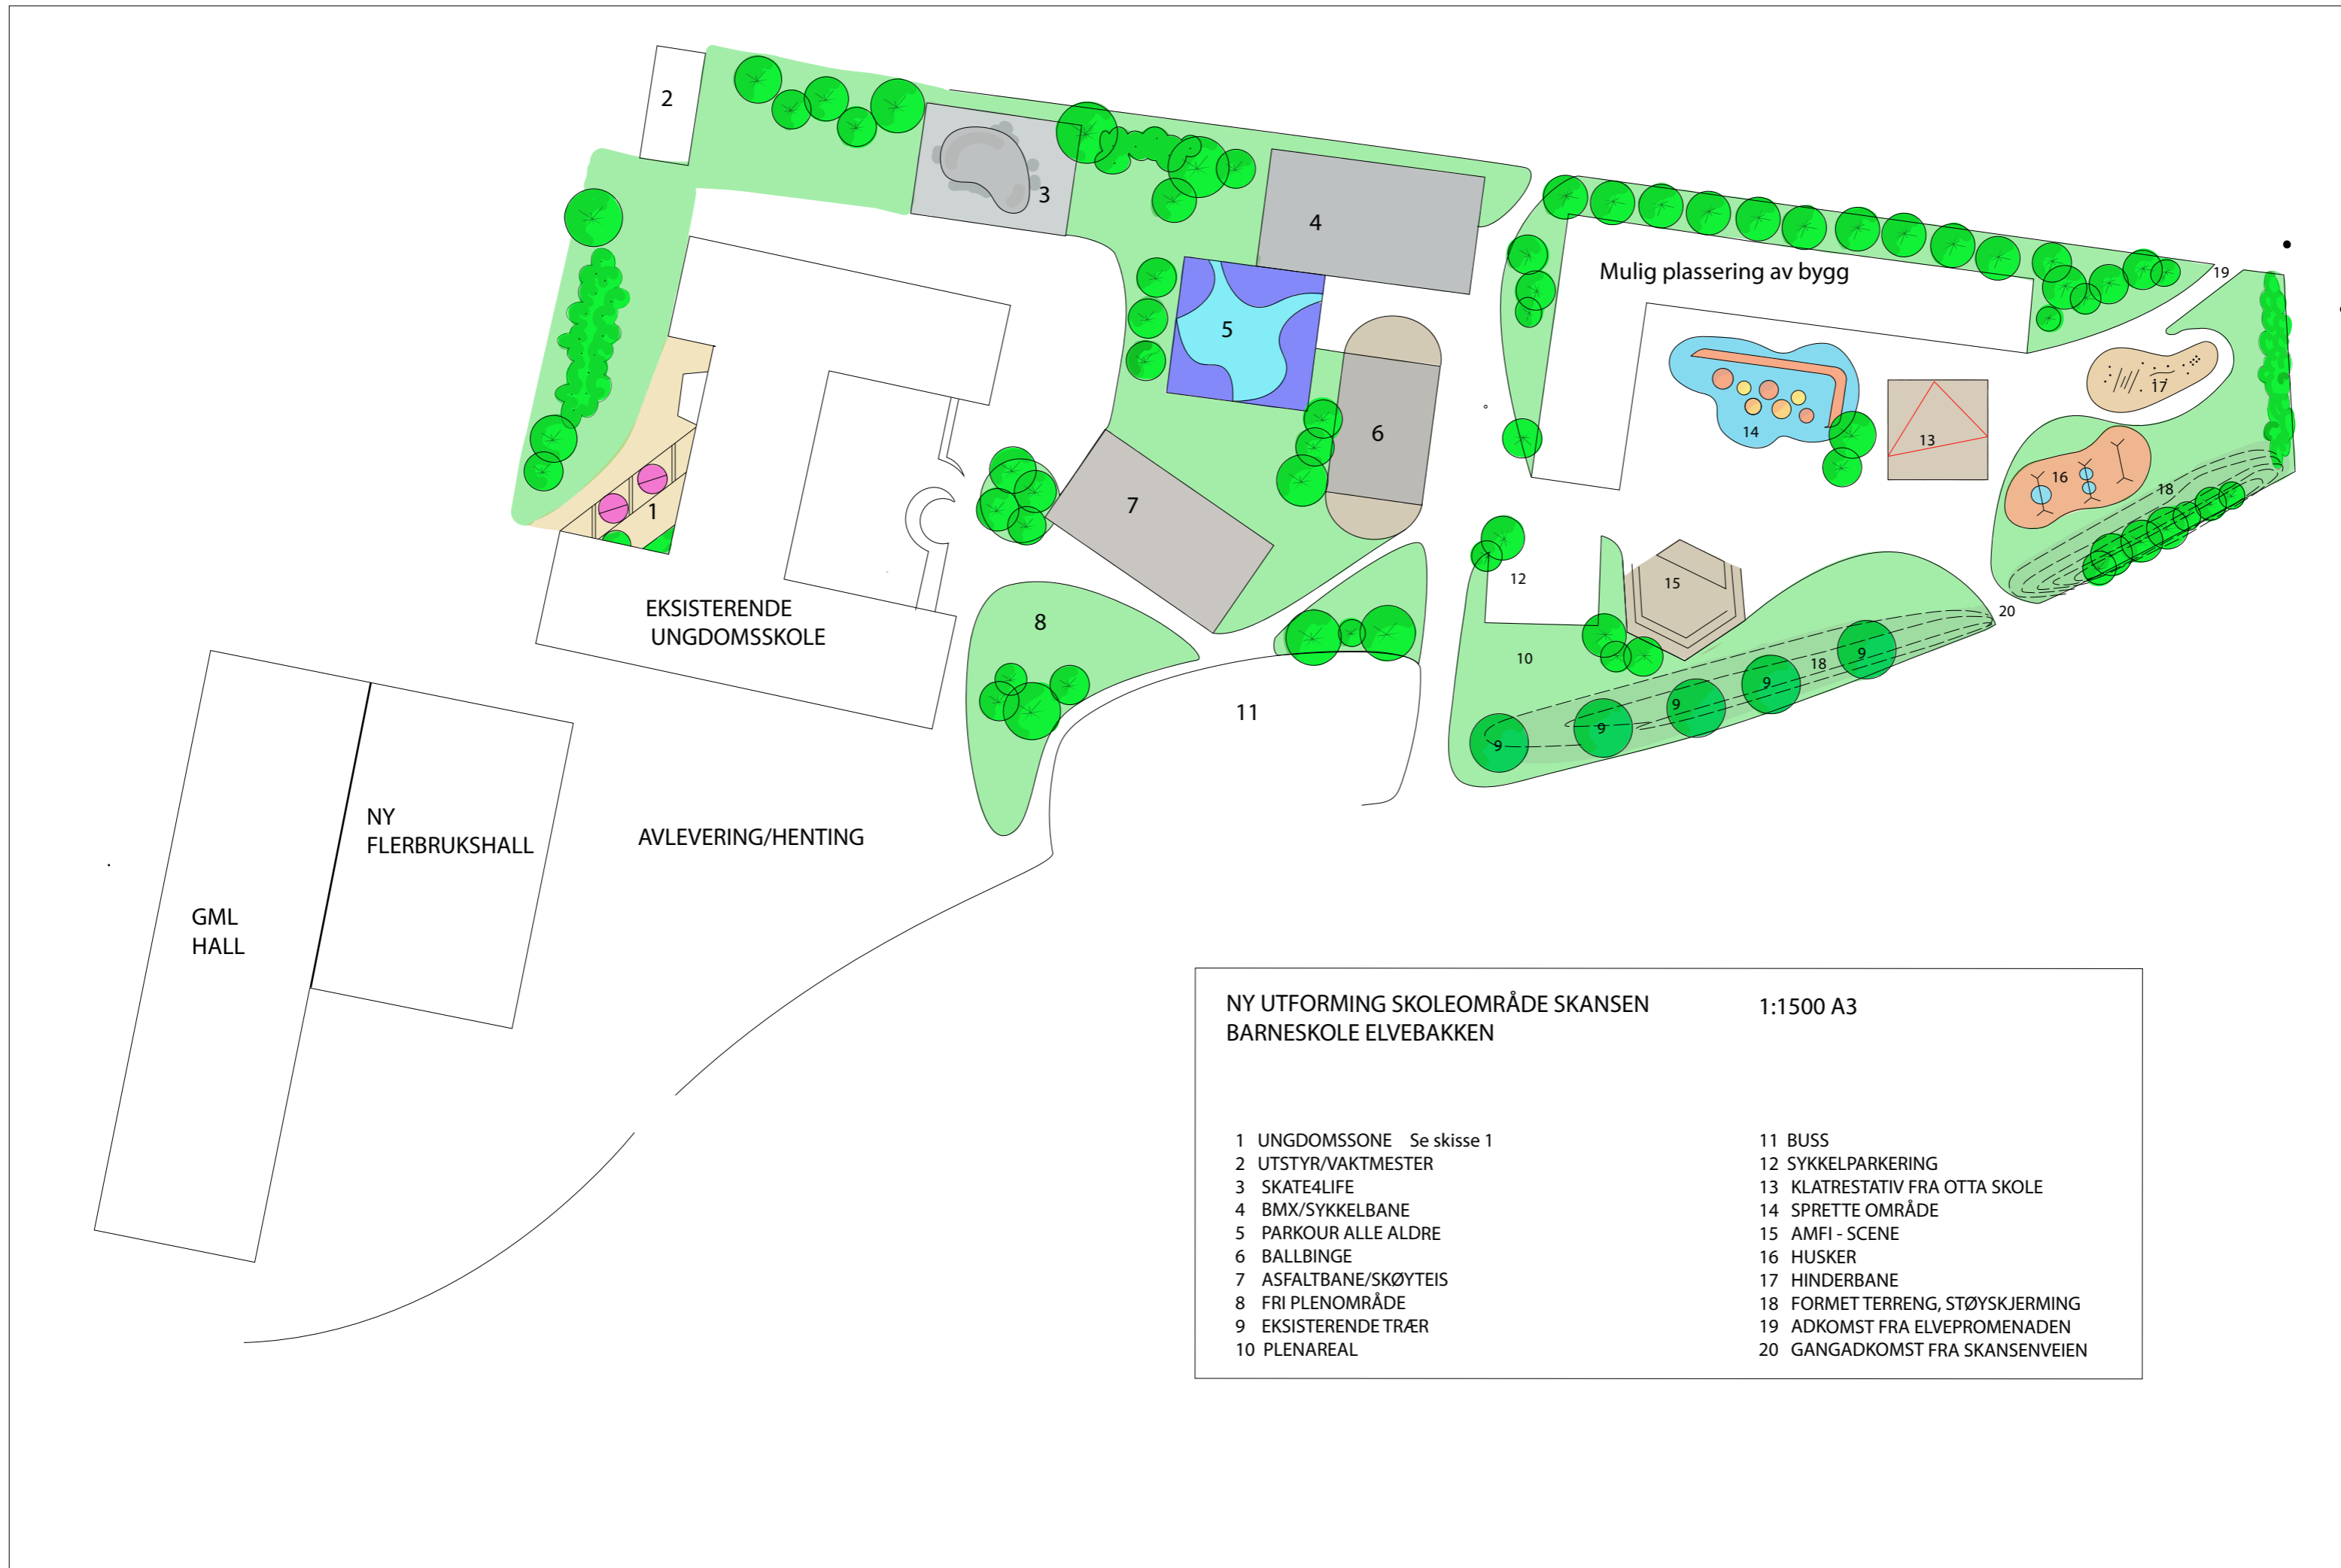 2
3
4
Mulig plassering av bygg
19
5
14
13
17
6
16
18
1
7
12
15
EKSISTERENDE
UNGDOMSSKOLE
8
20
10
18
9
9
9
9
9
11
NY
FLERBRUKSHALL
AVLEVERING/HENTING
GML
HALL
NY UTFORMING SKOLEOMRÅDE SKANSEN 1:1500 A3
BARNESKOLE ELVEBAKKEN
1 UNGDOMSSONE Se skisse 1
2 UTSTYR/VAKTMESTER
3 SKATE4LIFE
4 BMX/SYKKELBANE
5 PARKOUR ALLE ALDRE
6 BALLBINGE
7 ASFALTBANE/SKØYTEIS
8 FRI PLENOMRÅDE
9 EKSISTERENDE TRÆR
10 PLENAREAL
11 BUSS
12 SYKKELPARKERING
13 KLATRESTATIV FRA OTTA SKOLE
14 SPRETTE OMRÅDE
15 AMFI - SCENE
16 HUSKER
17 HINDERBANE
18 FORMET TERRENG, STØYSKJERMING
19 ADKOMST FRA ELVEPROMENADEN
20 GANGADKOMST FRA SKANSENVEIEN